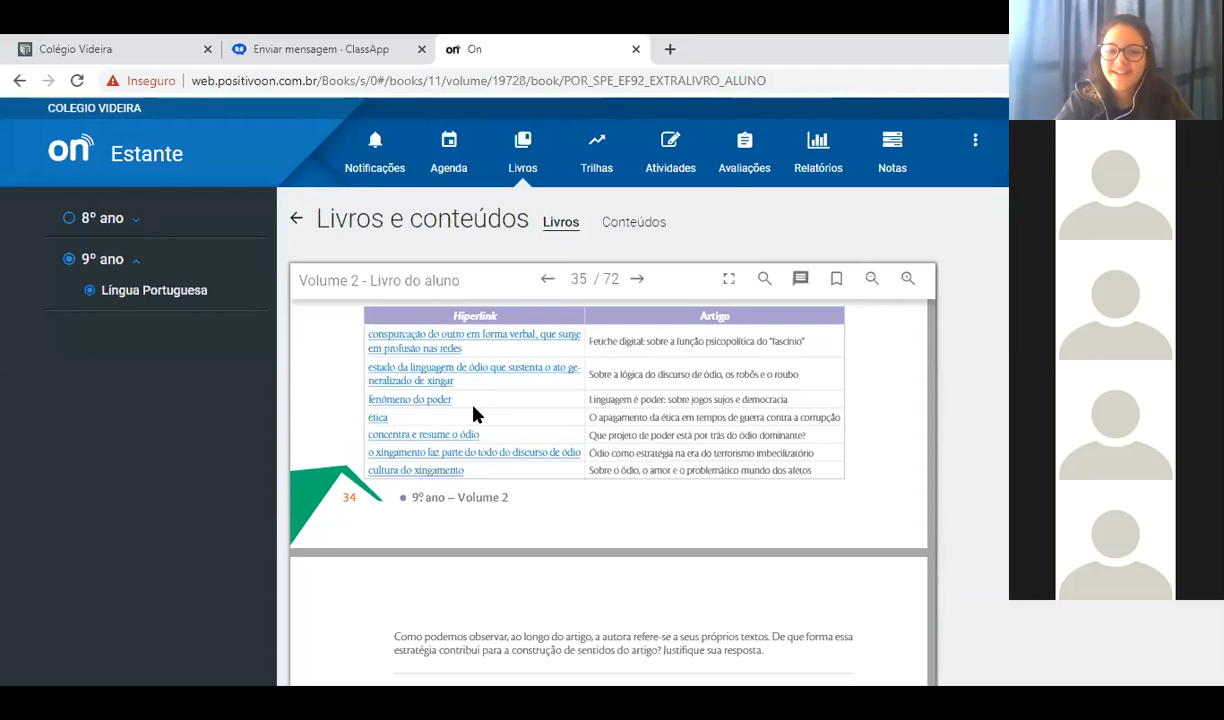 Colégio Videira
Enviar mensagem · ClassApp
On
Inseguro
web.positivoon.com.br/Books/s/0#/books/11/volume/19728/book/POR_SPE_EF92_EXTRALIVRO_ALUNO
COLEGIO VIDEIRA
on Estante
Notificações Agenda Livros Trilhas Atividades Avaliações Relatórios Notas
8º ano
9º ano
Língua Portuguesa
Livros e conteúdos Livros Conteúdos
Volume 2 - Livro do aluno 35 / 72
Hiperlink Artigo
conspurcação do outro em forma verbal, que surge
em profusão nas redes
Fetiche digital: sobre a função psicopolítica do "fascínio"
estado da linguagem de ódio que sustenta o ato ge-
neralizado de xingar
Sobre a lógica do discurso de ódio, os robôs e o roubo
fenômeno do poder Linguagem é poder: sobre jogos sujos e democracia
ética O apagamento da ética em tempos de guerra contra a corrupção
concentra e resume o ódio Que projeto de poder está por trás do ódio dominante?
o xingamento faz parte do todo do discurso de ódio Ódio como estratégia na era do terrorismo imbecilizatório
cultura do xingamento Sobre o ódio, o amor e o problemático mundo dos afetos
34 9º. ano – Volume 2
Como podemos observar, ao longo do artigo, a autora refere-se a seus próprios textos. De que forma essa
estratégia contribui para a construção de sentidos do artigo? Justifique sua resposta.